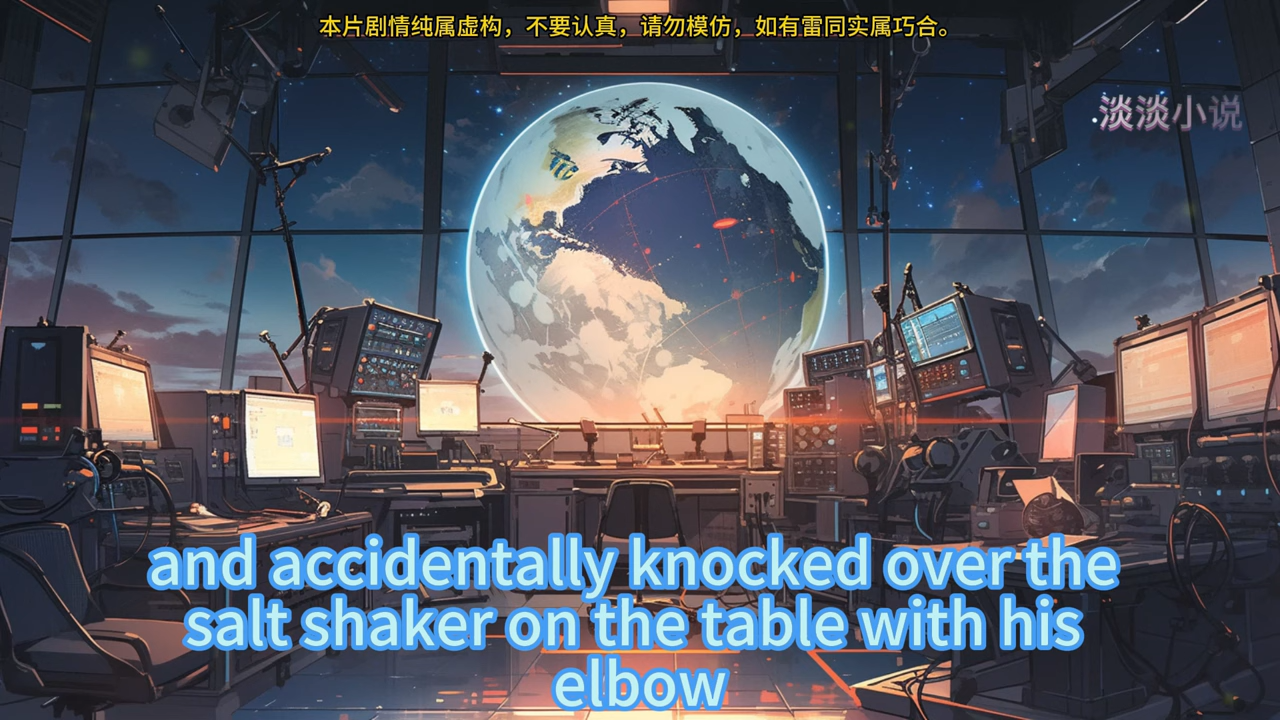 本片剧情纯属虚构，不要认真，请勿模仿，如有雷同实属巧合。
淡淡小说
and accidentally knocked over the
salt shaker on the table with his
elbow